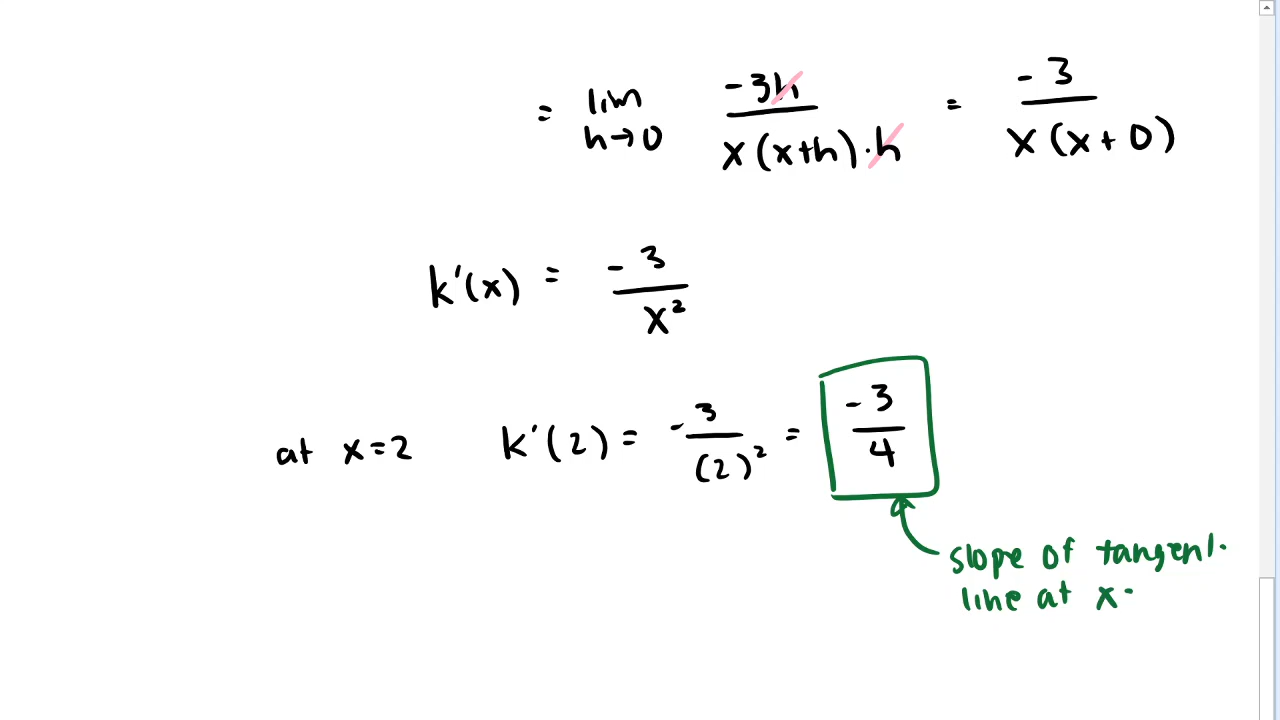 = lim h→0 -3h / x(x+h)·h = -3 / x(x+0)
k'(x) = -3 / x²
at x=2 k'(2) = -3 / (2)² = -3 / 4
slope of tangent
line at x